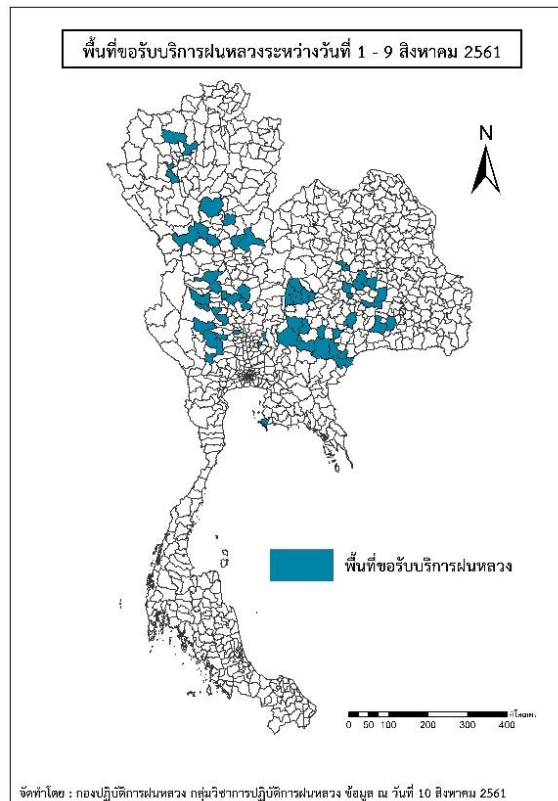 พื้นที่ขอรับบริการฝนหลวงระหว่างวันที่ 1 - 9 สิงหาคม 2561
N
พื้นที่ขอรับบริการฝนหลวง
0 50 100 200 300 400
จัดทำโดย : กองปฏิบัติการฝนหลวง กลุ่มวิชาการปฏิบัติการฝนหลวง ข้อมูล ณ วันที่ 10 สิงหาคม 2561